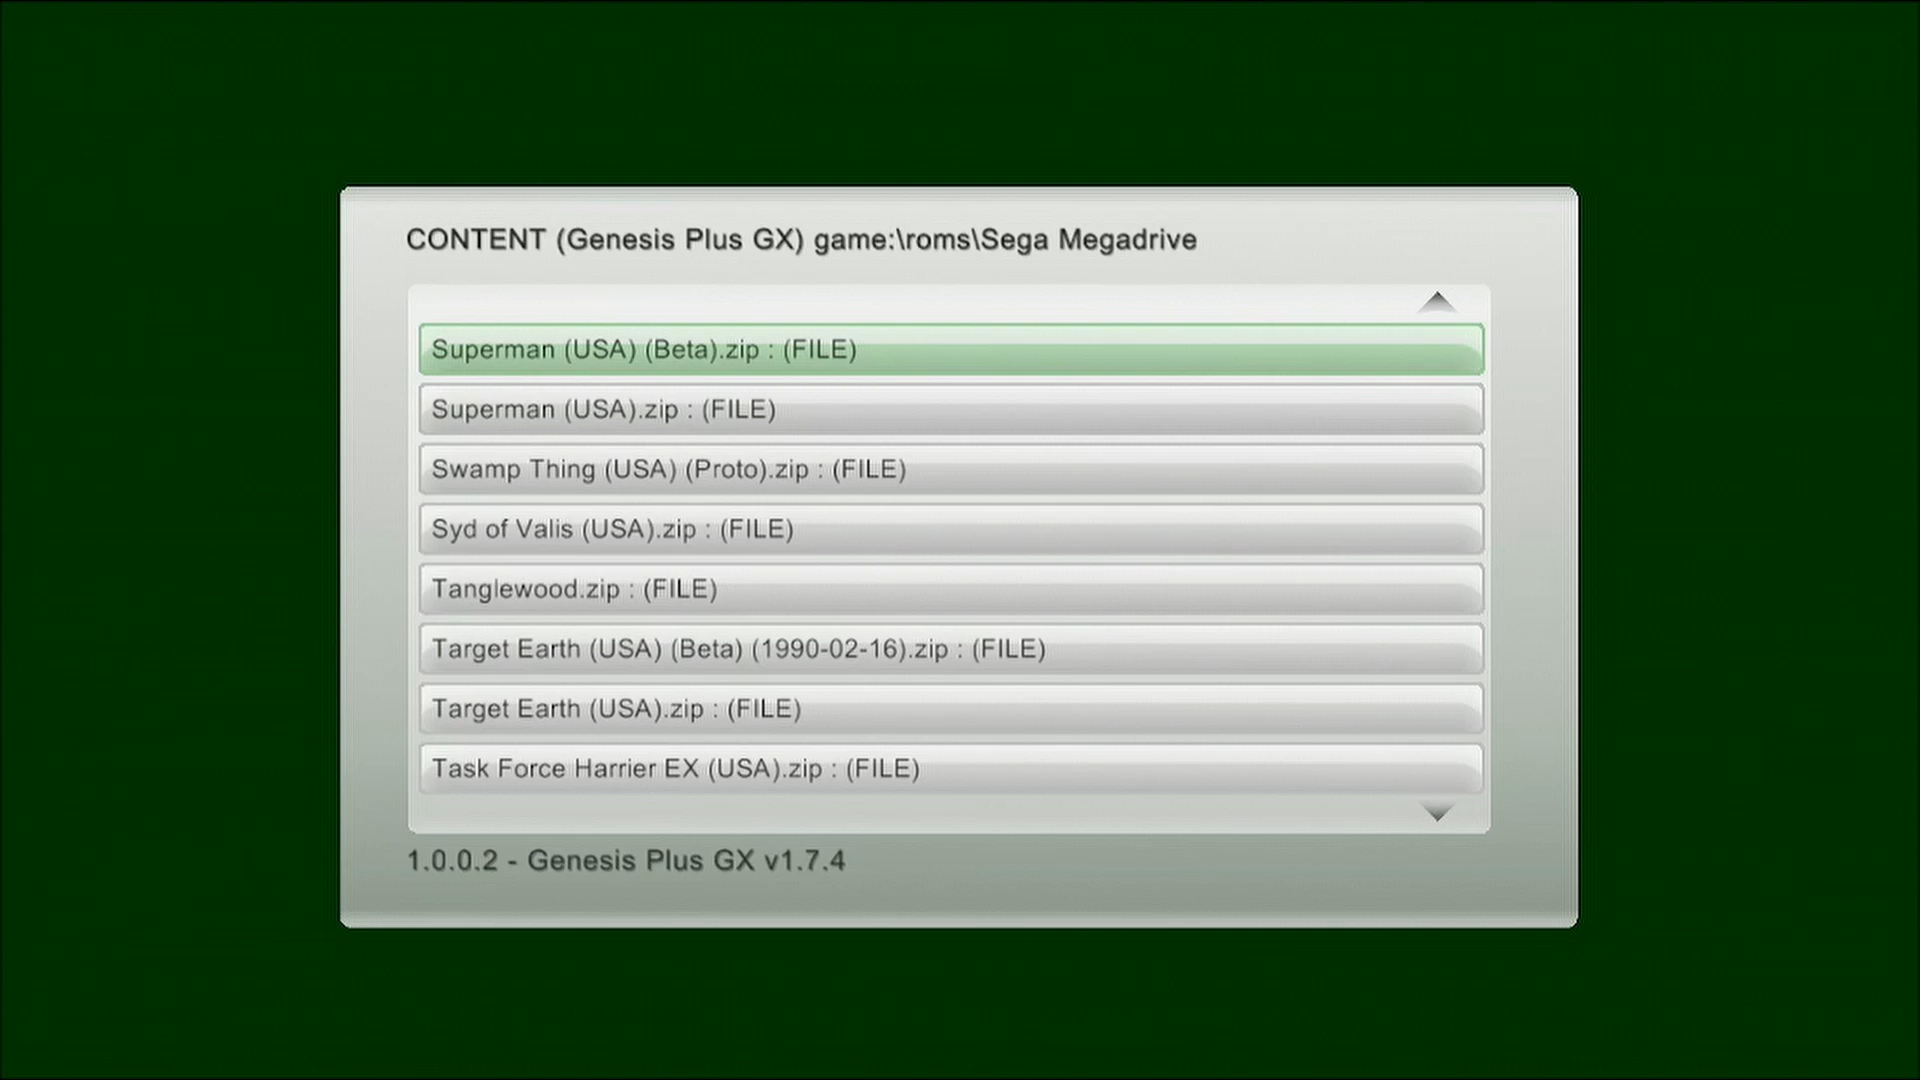 CONTENT (Genesis Plus GX) game:\roms\Sega Megadrive
Superman (USA) (Beta).zip : (FILE)
Superman (USA).zip : (FILE)
Swamp Thing (USA) (Proto).zip : (FILE)
Syd of Valis (USA).zip : (FILE)
Tanglewood.zip : (FILE)
Target Earth (USA) (Beta) (1990-02-16).zip : (FILE)
Target Earth (USA).zip : (FILE)
Task Force Harrier EX (USA).zip : (FILE)
1.0.0.2 - Genesis Plus GX v1.7.4